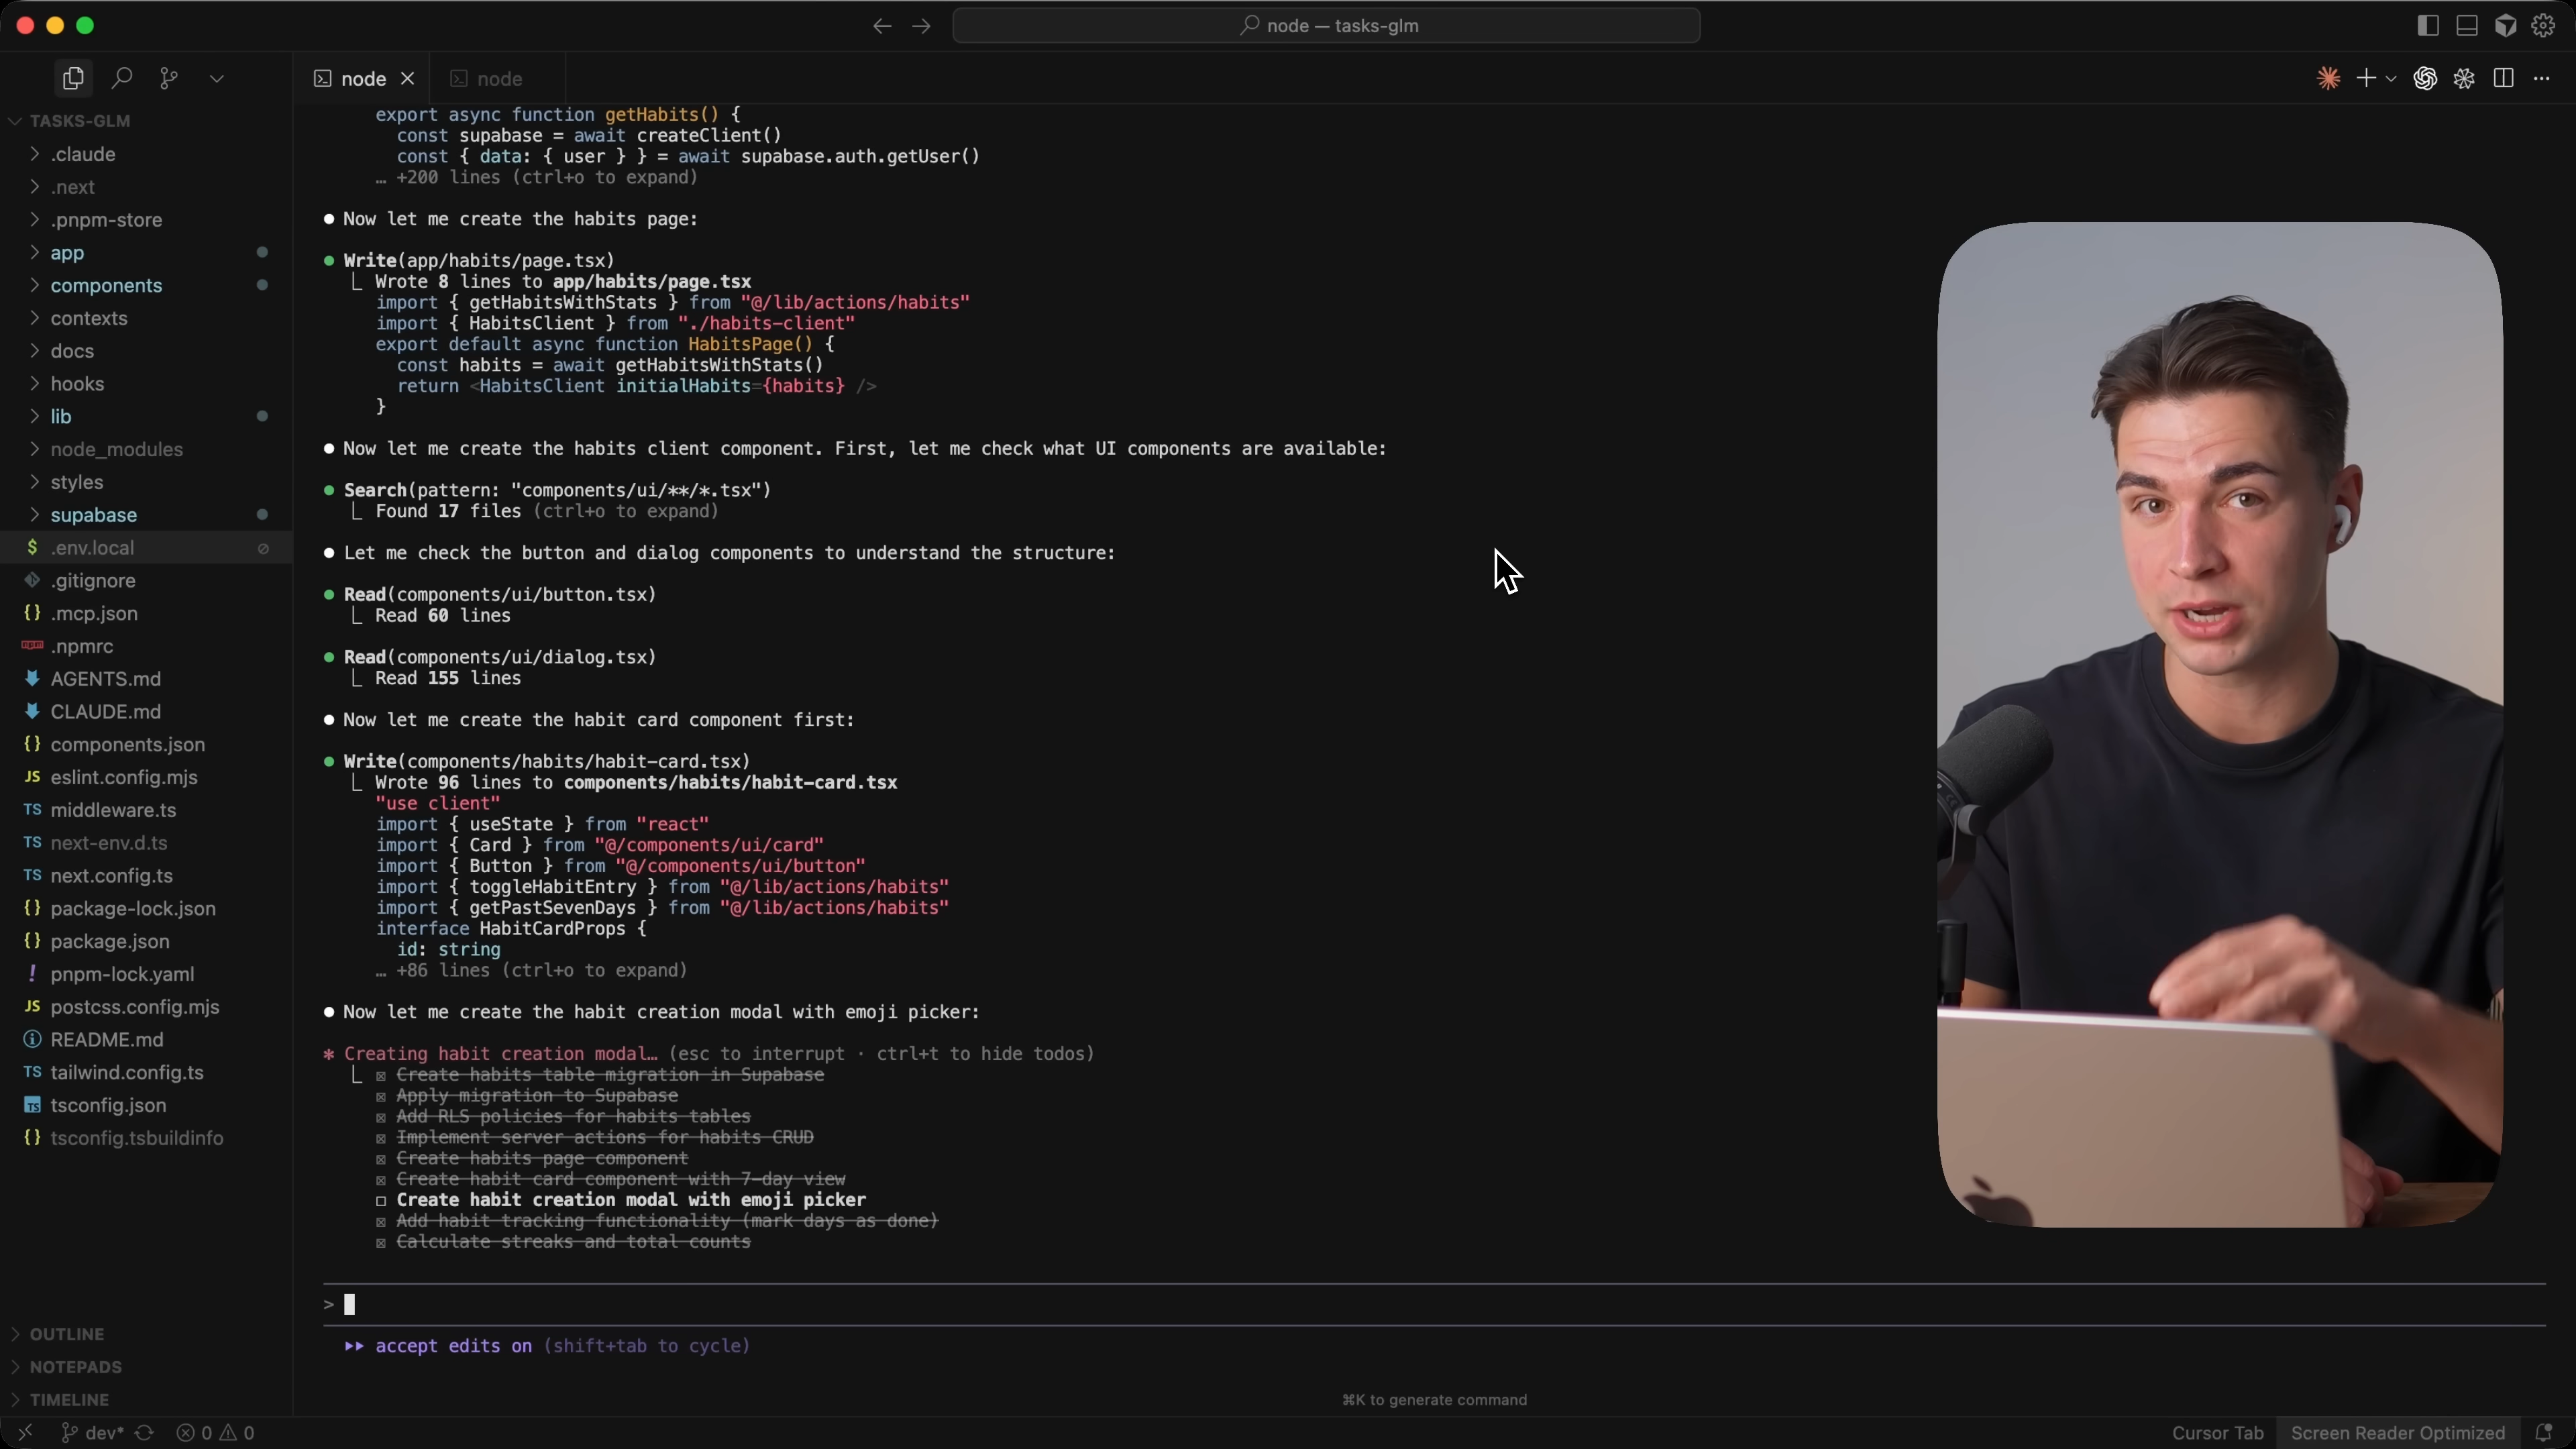 node — tasks-glm
node
node
TASKS-GLM
.claude
.next
.pnpm-store
app
components
contexts
docs
hooks
lib
node_modules
styles
supabase
$ .env.local
.gitignore
{} .mcp.json
npm .npmrc
AGENTS.md
CLAUDE.md
{} components.json
JS eslint.config.mjs
TS middleware.ts
TS next-env.d.ts
TS next.config.ts
{} package-lock.json
{} package.json
! pnpm-lock.yaml
JS postcss.config.mjs
README.md
TS tailwind.config.ts
TS tsconfig.json
{} tsconfig.tsbuildinfo
OUTLINE
NOTEPADS
TIMELINE
export async function getHabits() {
const supabase = await createClient()
const { data: { user } } = await supabase.auth.getUser()
… +200 lines (ctrl+o to expand)
● Now let me create the habits page:
● Write(app/habits/page.tsx)
⎿ Wrote 8 lines to app/habits/page.tsx
import { getHabitsWithStats } from "@/lib/actions/habits"
import { HabitsClient } from "./habits-client"
export default async function HabitsPage() {
const habits = await getHabitsWithStats()
return <HabitsClient initialHabits={habits} />
}
● Now let me create the habits client component. First, let me check what UI components are available:
● Search(pattern: "components/ui/**/*.tsx")
⎿ Found 17 files (ctrl+o to expand)
● Let me check the button and dialog components to understand the structure:
● Read(components/ui/button.tsx)
⎿ Read 60 lines
● Read(components/ui/dialog.tsx)
⎿ Read 155 lines
● Now let me create the habit card component first:
● Write(components/habits/habit-card.tsx)
⎿ Wrote 96 lines to components/habits/habit-card.tsx
"use client"
import { useState } from "react"
import { Card } from "@/components/ui/card"
import { Button } from "@/components/ui/button"
import { toggleHabitEntry } from "@/lib/actions/habits"
import { getPastSevenDays } from "@/lib/actions/habits"
interface HabitCardProps {
id: string
… +86 lines (ctrl+o to expand)
● Now let me create the habit creation modal with emoji picker:
✻ Creating habit creation modal… (esc to interrupt · ctrl+t to hide todos)
⎿ ☒ Create habits table migration in Supabase
☒ Apply migration to Supabase
☒ Add RLS policies for habits tables
☒ Implement server actions for habits CRUD
☒ Create habits page component
☒ Create habit card component with 7-day view
☐ Create habit creation modal with emoji picker
☒ Add habit tracking functionality (mark days as done)
☒ Calculate streaks and total counts
>
⏵⏵ accept edits on (shift+tab to cycle)
⌘K to generate command
dev* 0 0
Cursor Tab
Screen Reader Optimized